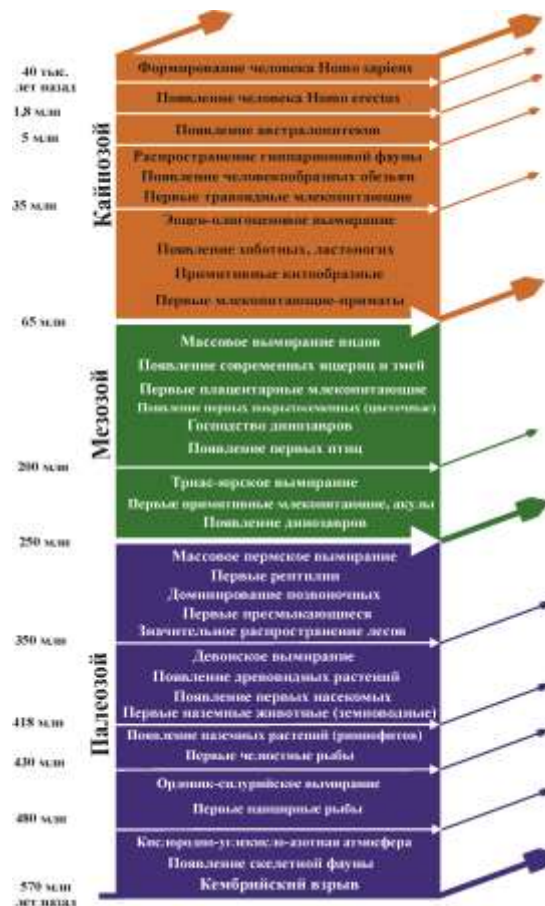 40 тыс.
лет назад
Формирование человека Homo sapiens
Появление человека Homo erectus
1,8 млн
Появление австралопитеков
5 млн
Распространение гиппарионовой фауны
Появление человекообразных обезьян
Первые травоядные млекопитающие
35 млн
Эоцен-олигоценовое вымирание
Появление хоботных, ластоногих
Примитивные китообразные
Первые млекопитающие-приматы
Кайнозой
65 млн
Массовое вымирание видов
Появление современных ящериц и змей
Первые плацентарные млекопитающие
Появление первых покрытосеменных (цветочные)
Господство динозавров
Появление первых птиц
Мезозой
200 млн
Триас-юрское вымирание
Первые примитивные млекопитающие, акулы
Появление динозавров
250 млн
Массовое пермское вымирание
Первые рептилии
Доминирование позвоночных
Первые пресмыкающиеся
Значительное распространение лесов
350 млн
Девонское вымирание
Появление древовидных растений
Появление первых насекомых
Первые наземные животные (земноводные)
Палеозой
418 млн
Появление наземных растений (риниофитов)
Первые челюстные рыбы
430 млн
Ордовик-силурийское вымирание
Первые панцирные рыбы
480 млн
Кислородно-углекисло-азотная атмосфера
Появление скелетной фауны
Кембрийский взрыв
570 млн
лет назад